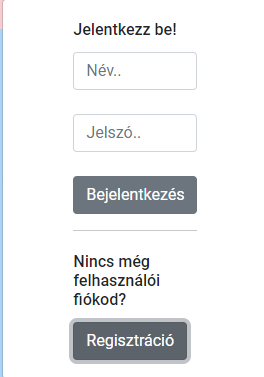 Jelentkezz be!
Név..
Jelszó..
Bejelentkezés
Nincs még
felhasználói
fiókod?
Regisztráció